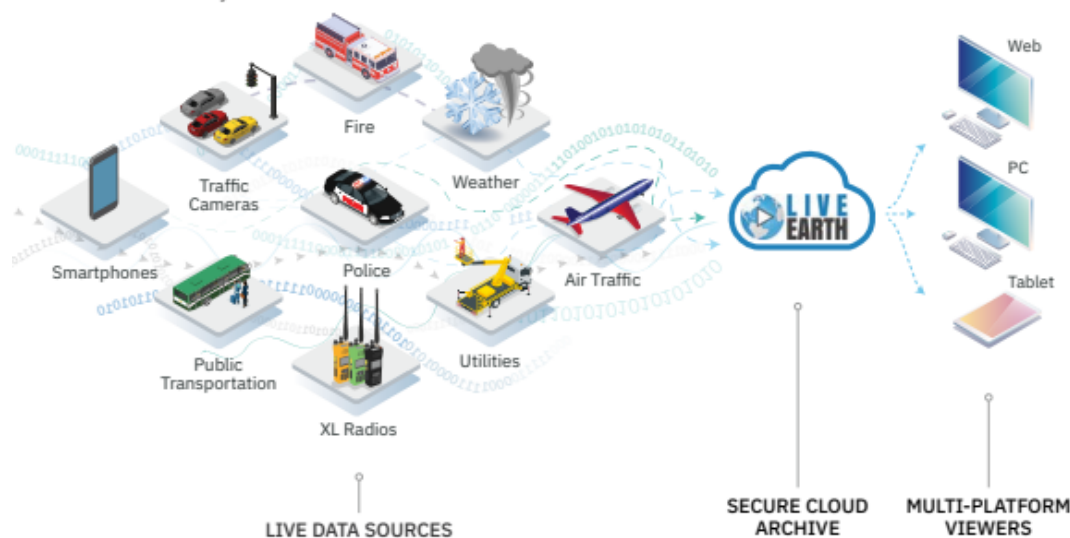 Web
Fire
PC
Traffic
Cameras
Weather
LIVE
EARTH
POLICE
Smartphones
Police
Air Traffic
Tablet
Public
Transportation
Utilities
XL Radios
LIVE DATA SOURCES
SECURE CLOUD
ARCHIVE
MULTI-PLATFORM
VIEWERS